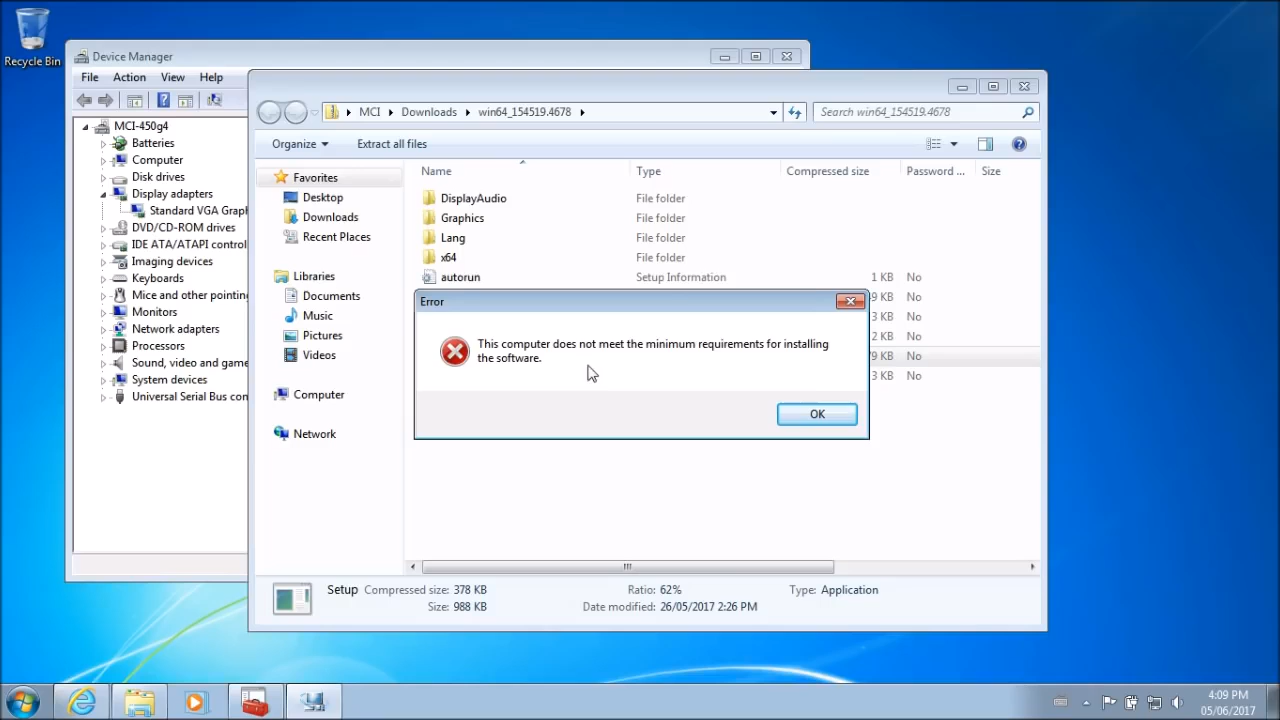 Recycle Bin
Device Manager
File Action View Help
MCI-450g4
Batteries
Computer
Disk drives
Display adapters
Standard VGA Graph
DVD/CD-ROM drives
IDE ATA/ATAPI control
Imaging devices
Keyboards
Mice and other pointing
Monitors
Network adapters
Processors
Sound, video and game
System devices
Universal Serial Bus con
MCI Downloads win64_154519.4678
Search win64_154519.4678
Organize Extract all files
Favorites
Desktop
Downloads
Recent Places
Libraries
Documents
Music
Pictures
Videos
Computer
Network
Name Type Compressed size Password ... Size
DisplayAudio File folder
Graphics File folder
Lang File folder
x64 File folder
autorun Setup Information 1 KB No
9 KB No
3 KB No
2 KB No
9 KB No
3 KB No
Error
This computer does not meet the minimum requirements for installing
the software.
OK
Setup Compressed size: 378 KB Ratio: 62% Type: Application
Size: 988 KB Date modified: 26/05/2017 2:26 PM
4:09 PM
05/06/2017